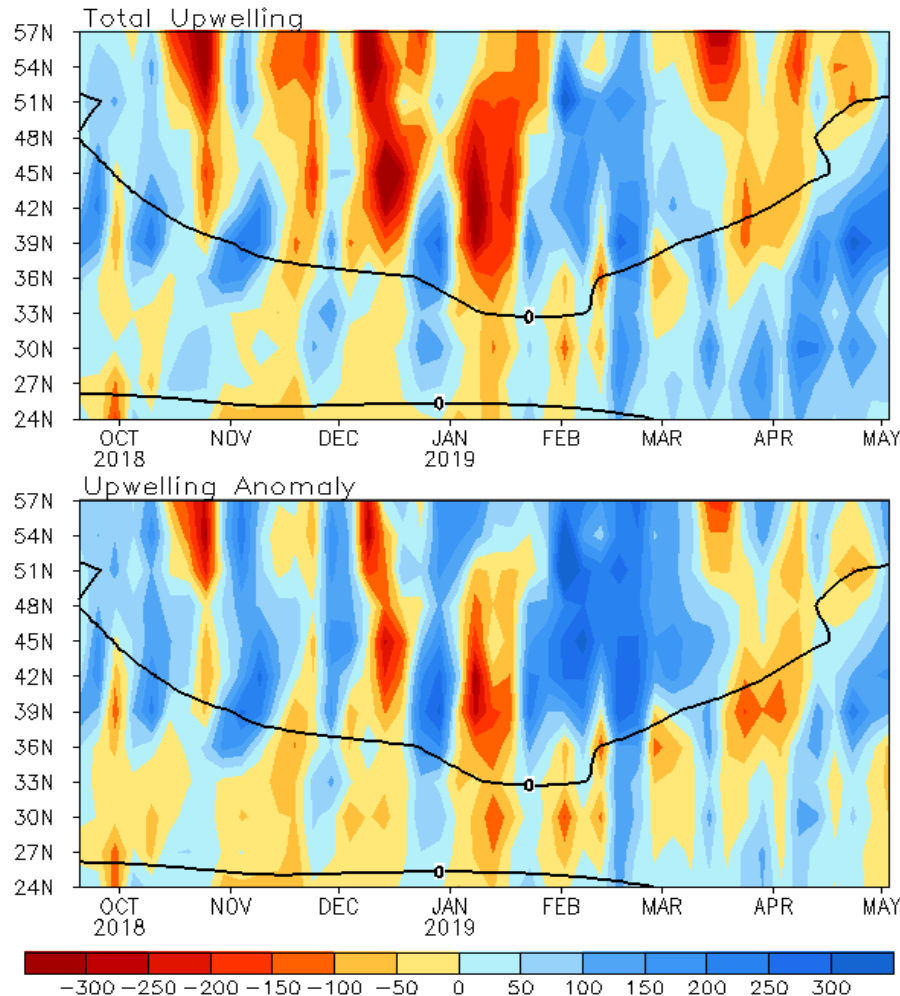 Total Upwelling
57N
54N
51N
48N
45N
42N
39N
36N
33N
30N
27N
24N
0
0
OCT NOV DEC JAN FEB MAR APR MAY
2018 2019
Upwelling Anomaly
57N
54N
51N
48N
45N
42N
39N
36N
33N
30N
27N
24N
0
0
OCT NOV DEC JAN FEB MAR APR MAY
2018 2019
-300 -250 -200 -150 -100 -50 0 50 100 150 200 250 300